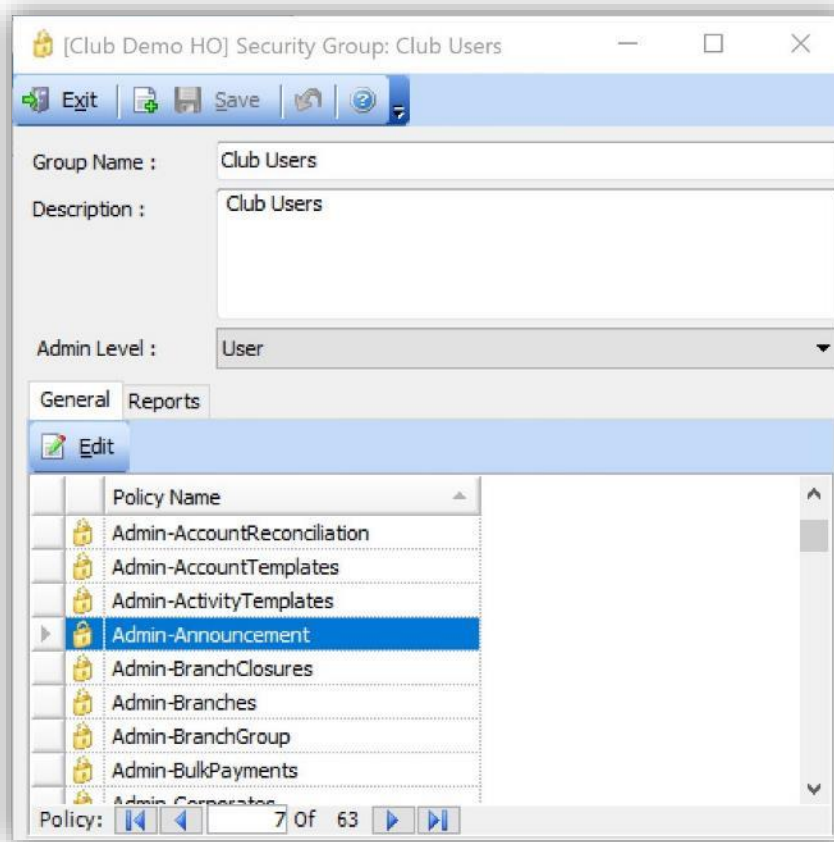 [Club Demo HO] Security Group: Club Users
Exit Save
Group Name : Club Users
Description : Club Users
Admin Level : User
General Reports
Edit
Policy Name
Admin-AccountReconciliation
Admin-AccountTemplates
Admin-ActivityTemplates
Admin-Announcement
Admin-BranchClosures
Admin-Branches
Admin-BranchGroup
Admin-BulkPayments
Admin-Corporates
Policy: 7 Of 63